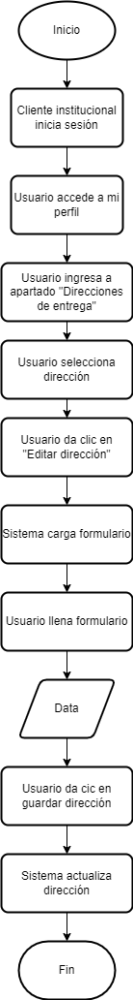 Inicio
Cliente institucional
inicia sesión
Usuario accede a mi
perfil
Usuario ingresa a
apartado "Direcciones
de entrega"
Usuario selecciona
dirección
Usuario da clic en
"Editar dirección"
Sistema carga formulario
Usuario llena formulario
Data
Usuario da cic en
guardar dirección
Sistema actualiza
dirección
Fin